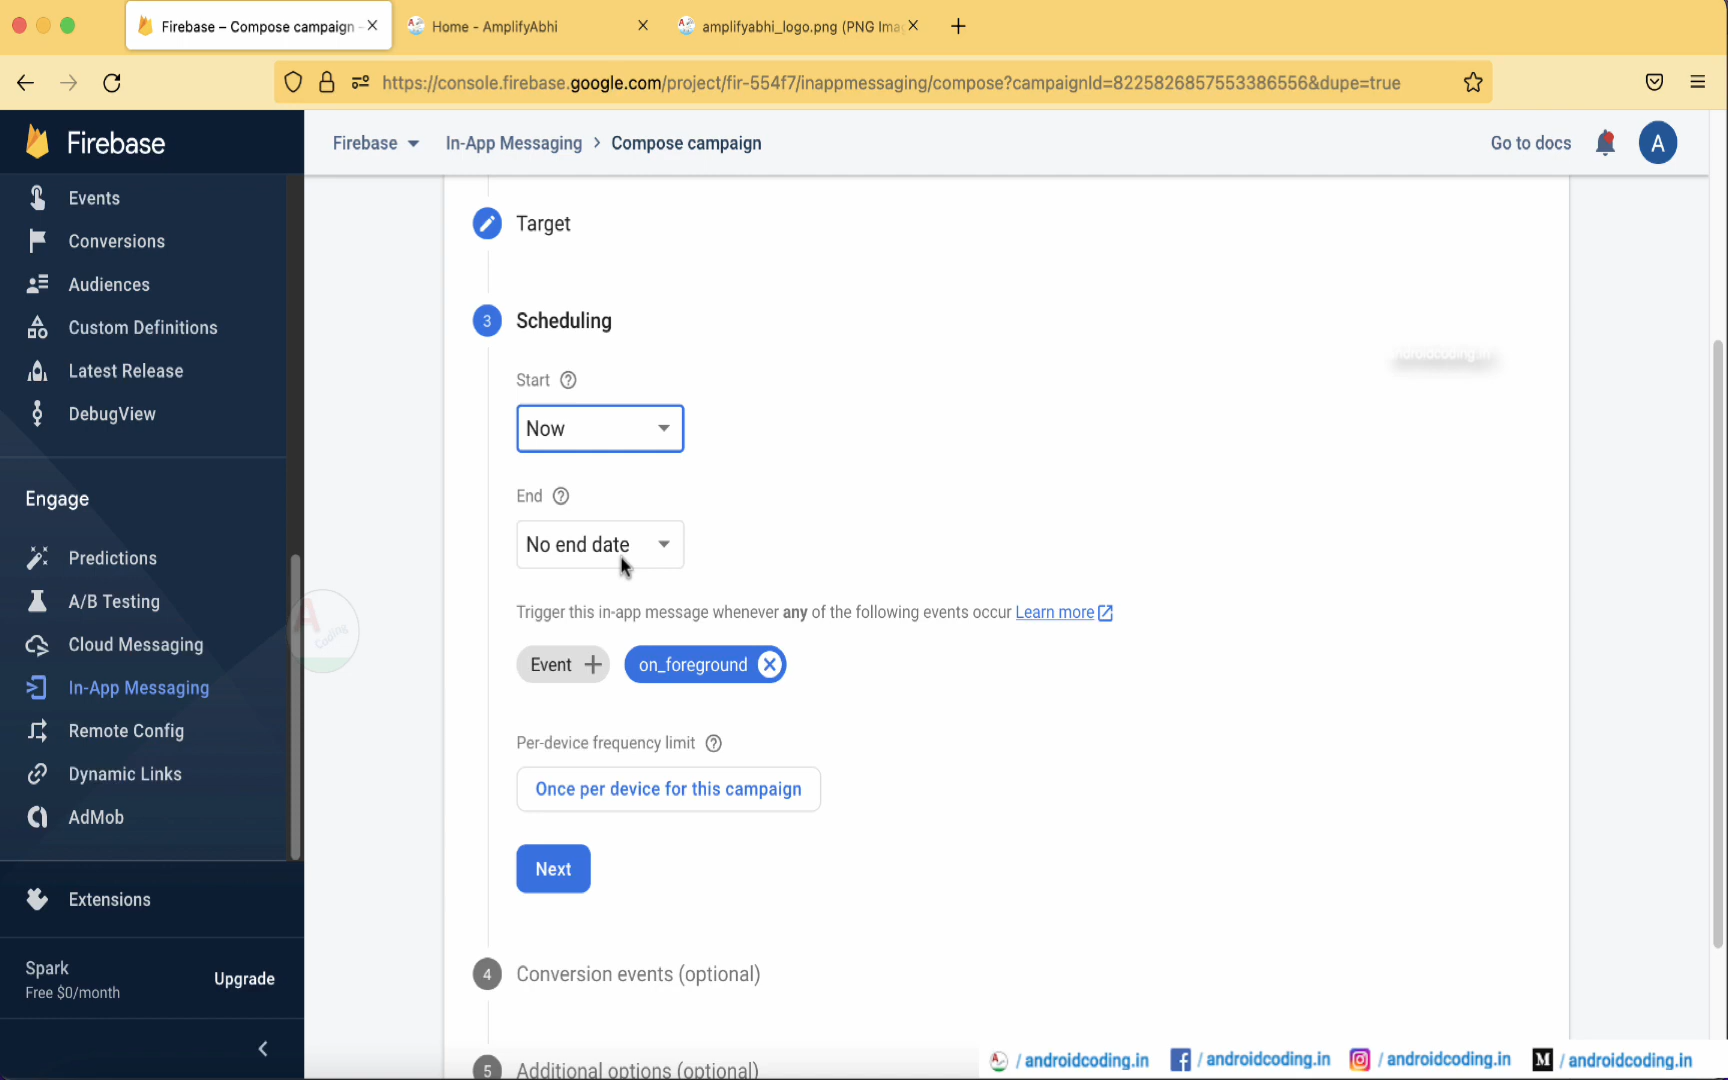 Firebase – Compose campaign
Home - AmplifyAbhi
amplifyabhi_logo.png (PNG Ima
https://console.firebase.google.com/project/fir-554f7/inappmessaging/compose?campaignId=8225826857553386556&dupe=true
Firebase
Firebase
In-App Messaging > Compose campaign
Go to docs
A
Events
Conversions
Audiences
Custom Definitions
Latest Release
DebugView
Engage
Predictions
A/B Testing
Cloud Messaging
In-App Messaging
Remote Config
Dynamic Links
AdMob
Extensions
Spark
Free $0/month
Upgrade
Target
3 Scheduling
androidcoding.in
Start
Now
End
No end date
Trigger this in-app message whenever any of the following events occur Learn more
Event + on_foreground
Per-device frequency limit
Once per device for this campaign
Next
4 Conversion events (optional)
5 Additional options (optional)
A Coding
/ androidcoding.in
/ androidcoding.in
/ androidcoding.in
M / androidcoding.in